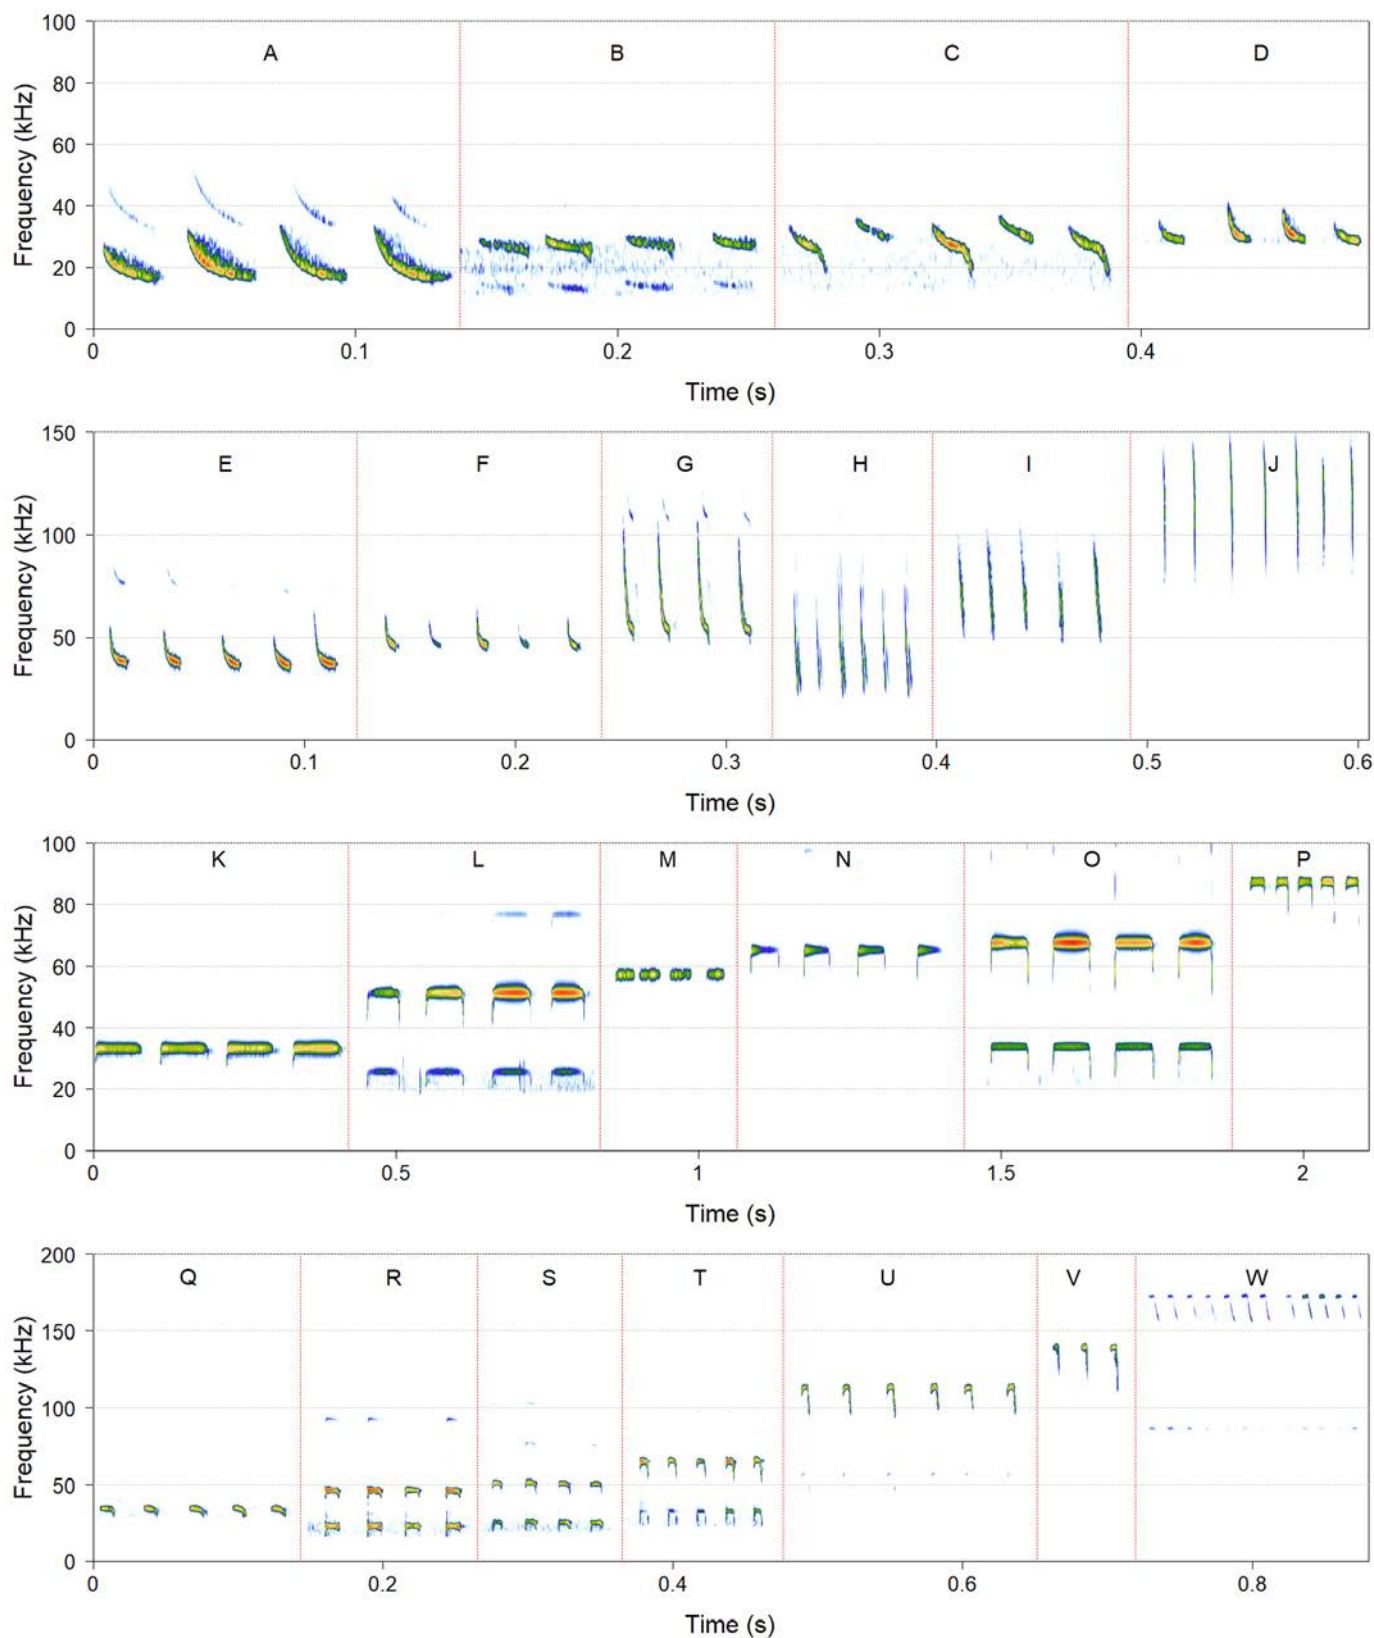 A B C D
100
80
60
40
20
0
Frequency (kHz)
0 0.1 0.2 0.3 0.4
Time (s)
E F G H I J
150
100
50
0
Frequency (kHz)
0 0.1 0.2 0.3 0.4 0.5 0.6
Time (s)
K L M N O P
100
80
60
40
20
0
Frequency (kHz)
0 0.5 1 1.5 2
Time (s)
Q R S T U V W
200
150
100
50
0
Frequency (kHz)
0 0.2 0.4 0.6 0.8
Time (s)